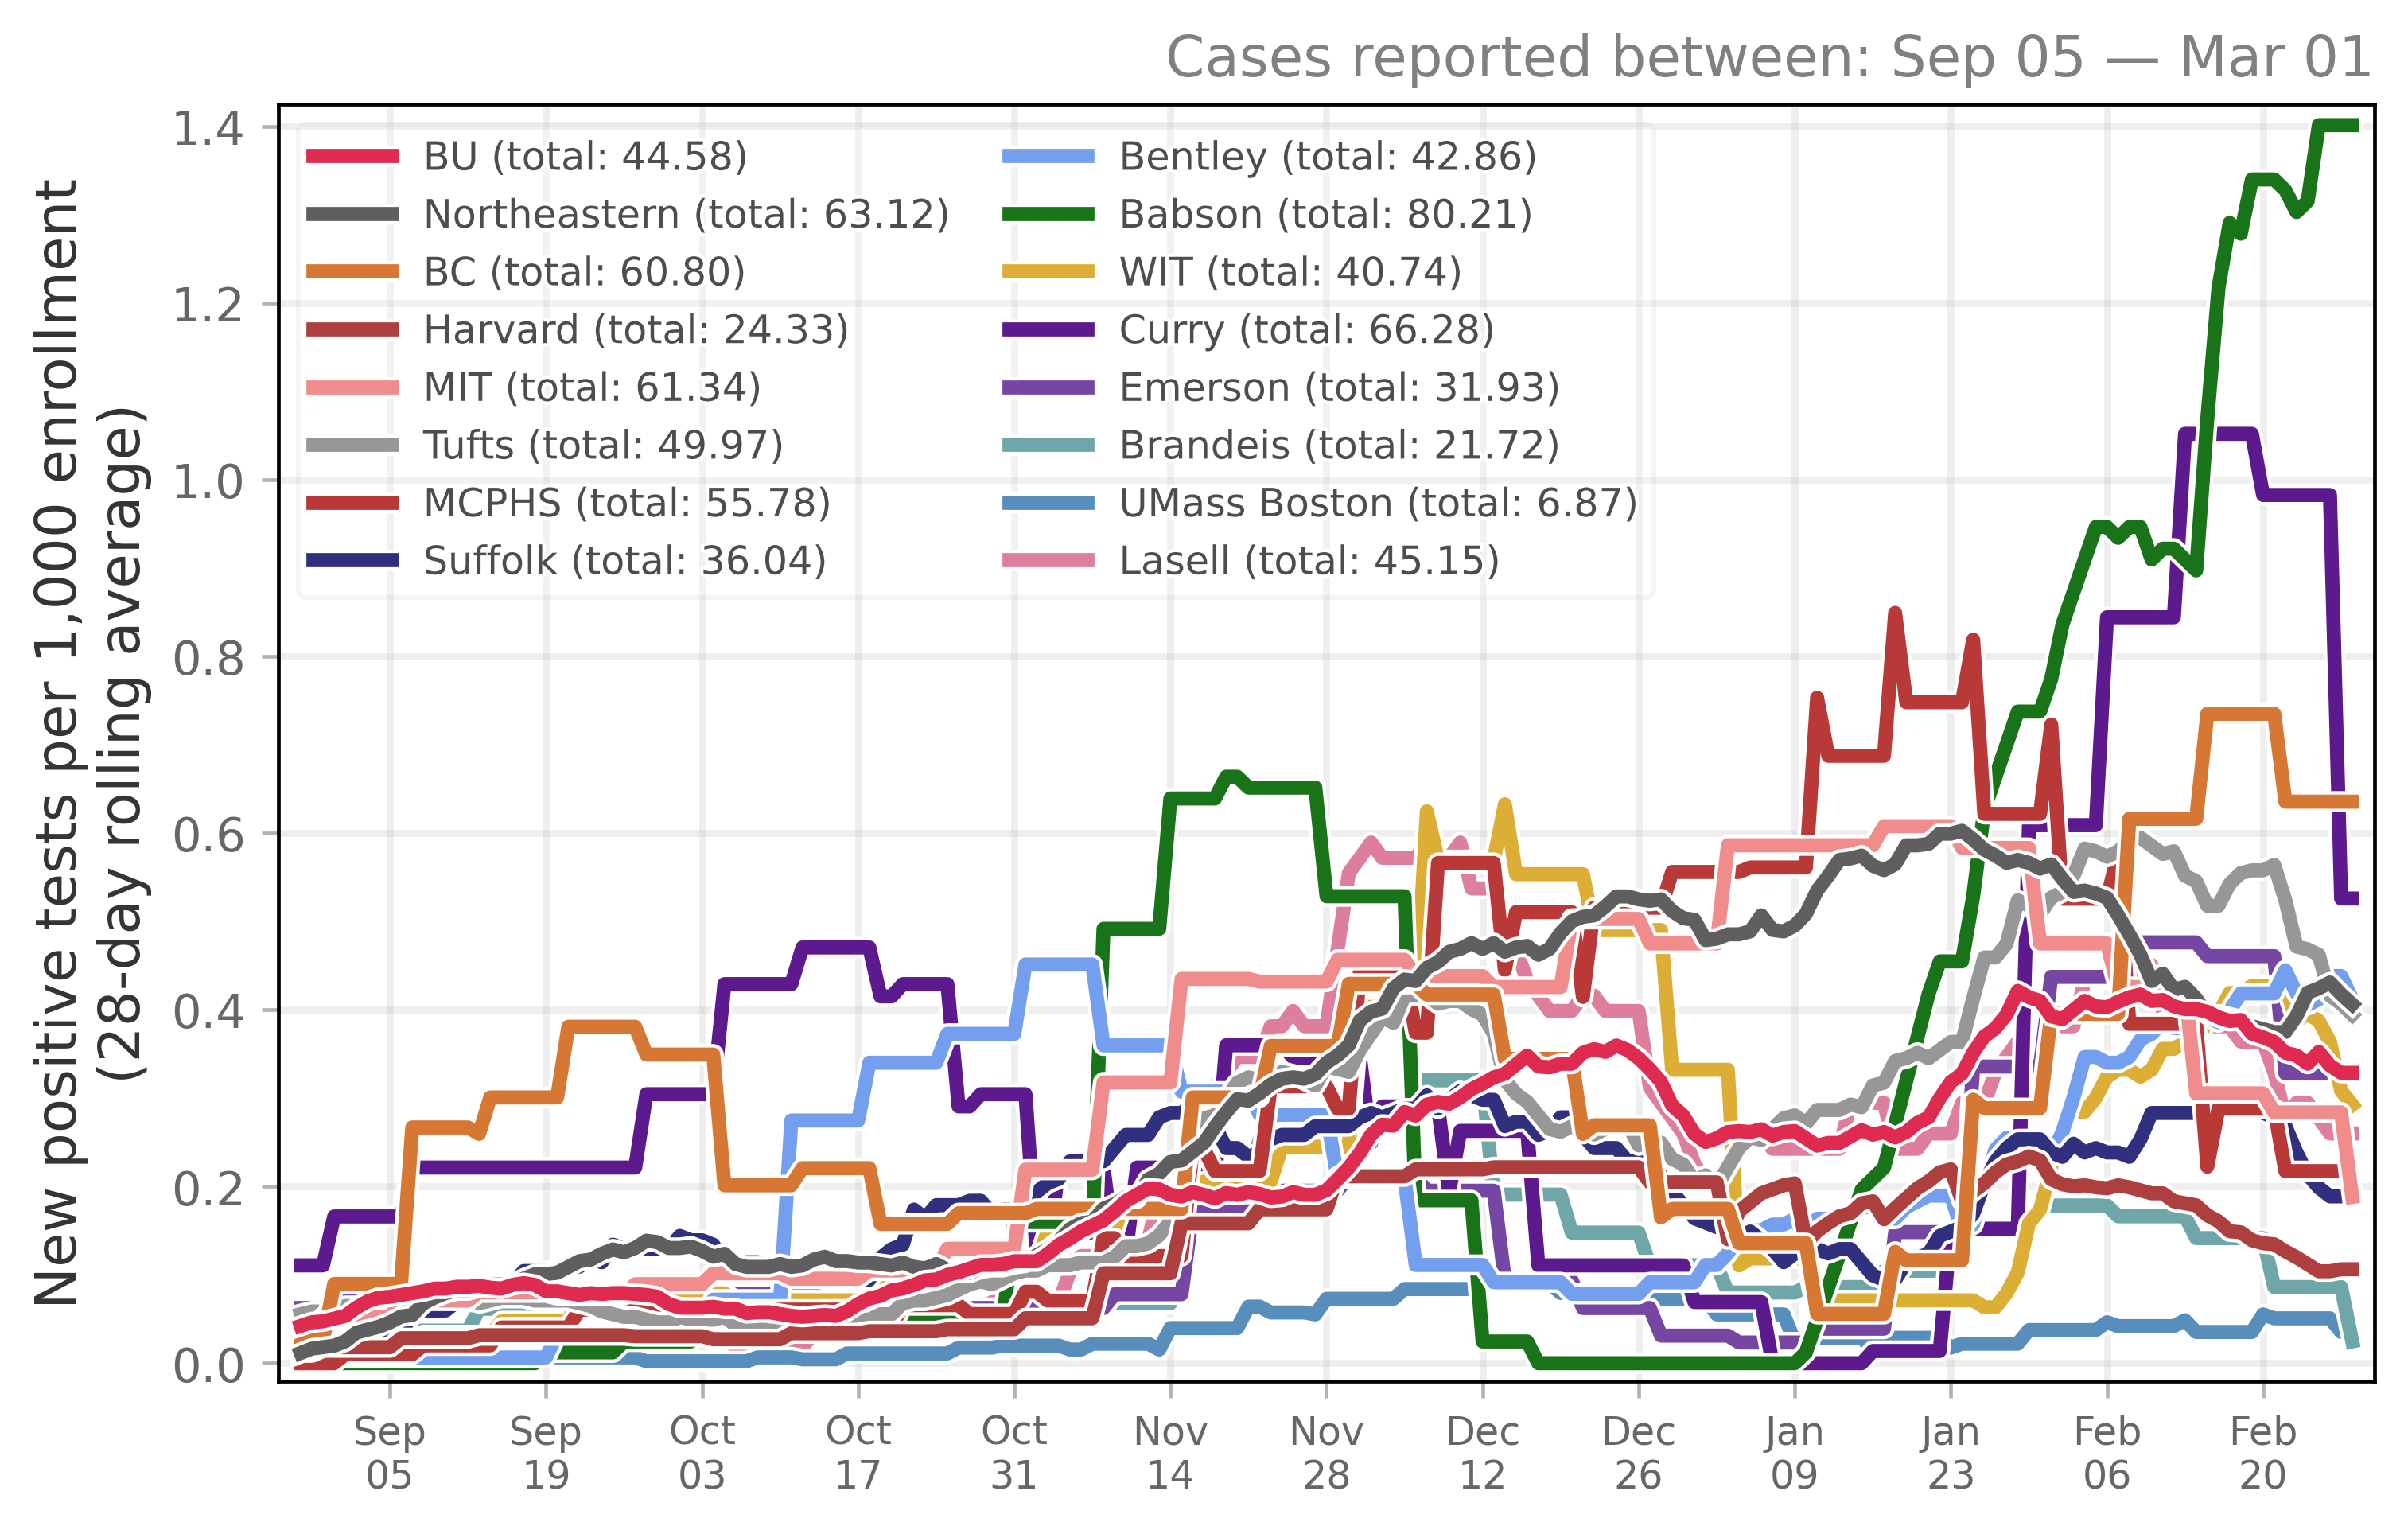 Cases reported between: Sep 05 — Mar 01
New positive tests per 1,000 enrollment
(28-day rolling average)
1.4
1.2
1.0
0.8
0.6
0.4
0.2
0.0
BU (total: 44.58)
Northeastern (total: 63.12)
BC (total: 60.80)
Harvard (total: 24.33)
MIT (total: 61.34)
Tufts (total: 49.97)
MCPHS (total: 55.78)
Suffolk (total: 36.04)
Bentley (total: 42.86)
Babson (total: 80.21)
WIT (total: 40.74)
Curry (total: 66.28)
Emerson (total: 31.93)
Brandeis (total: 21.72)
UMass Boston (total: 6.87)
Lasell (total: 45.15)
Sep
05
Sep
19
Oct
03
Oct
17
Oct
31
Nov
14
Nov
28
Dec
12
Dec
26
Jan
09
Jan
23
Feb
06
Feb
20